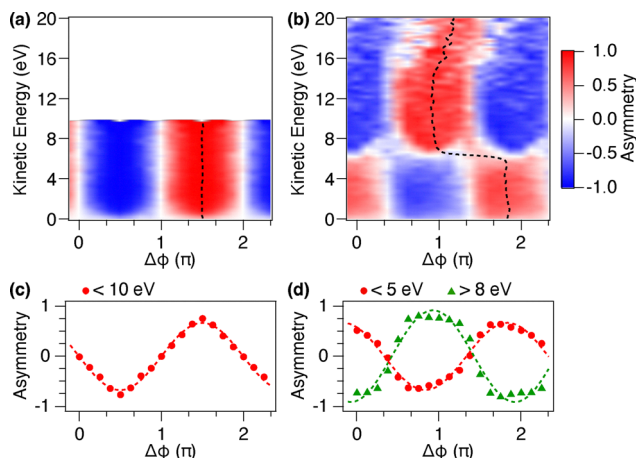 (a)
20
16
12
8
4
0
Kinetic Energy (eV)
0
1
2
Δϕ (π)
(b)
20
16
12
8
4
0
Kinetic Energy (eV)
0
1
2
Δϕ (π)
1.0
0.5
0.0
-0.5
-1.0
Asymmetry
(c)
< 10 eV
1
0
-1
Asymmetry
0
1
2
Δϕ (π)
(d)
< 5 eV
> 8 eV
1
0
-1
Asymmetry
0
1
2
Δϕ (π)